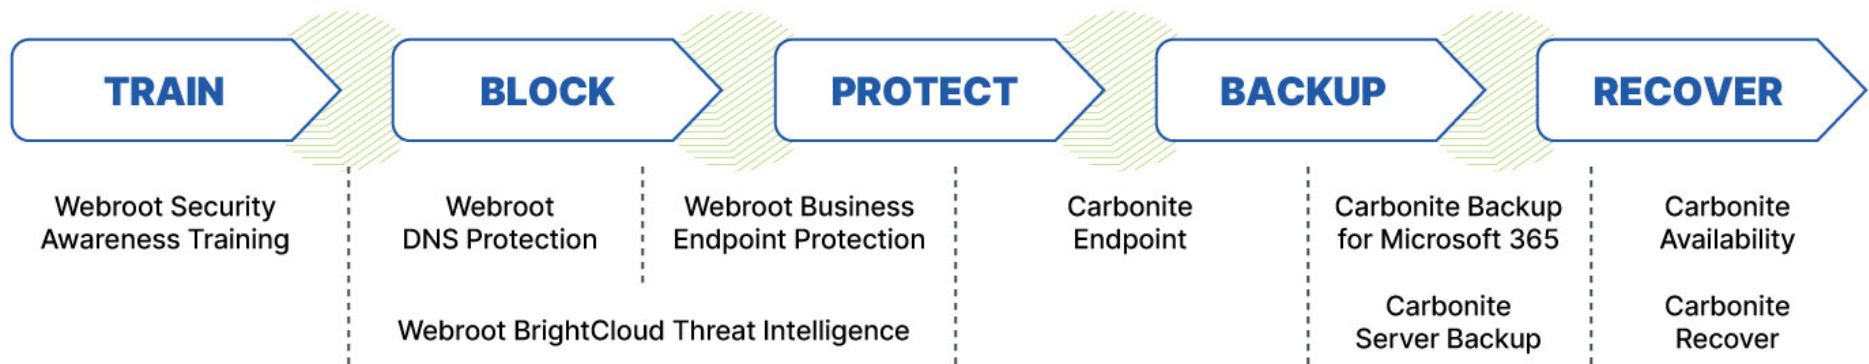 TRAIN
BLOCK
PROTECT
BACKUP
RECOVER
Webroot Security
Awareness Training
Webroot
DNS Protection
Webroot Business
Endpoint Protection
Webroot BrightCloud Threat Intelligence
Carbonite
Endpoint
Carbonite Backup
for Microsoft 365
Carbonite
Server Backup
Carbonite
Availability
Carbonite
Recover